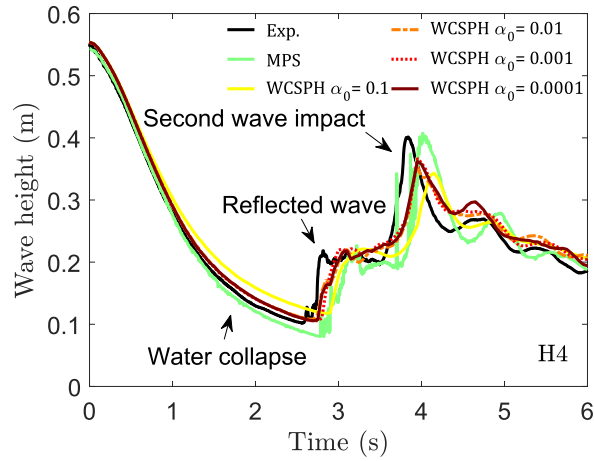 0.6
0.5
0.4
0.3
0.2
0.1
0
Wave height (m)
Exp.
MPS
WCSPH α₀= 0.1
WCSPH α₀= 0.01
WCSPH α₀= 0.001
WCSPH α₀= 0.0001
Second wave impact
Reflected wave
Water collapse
H4
0 1 2 3 4 5 6
Time (s)